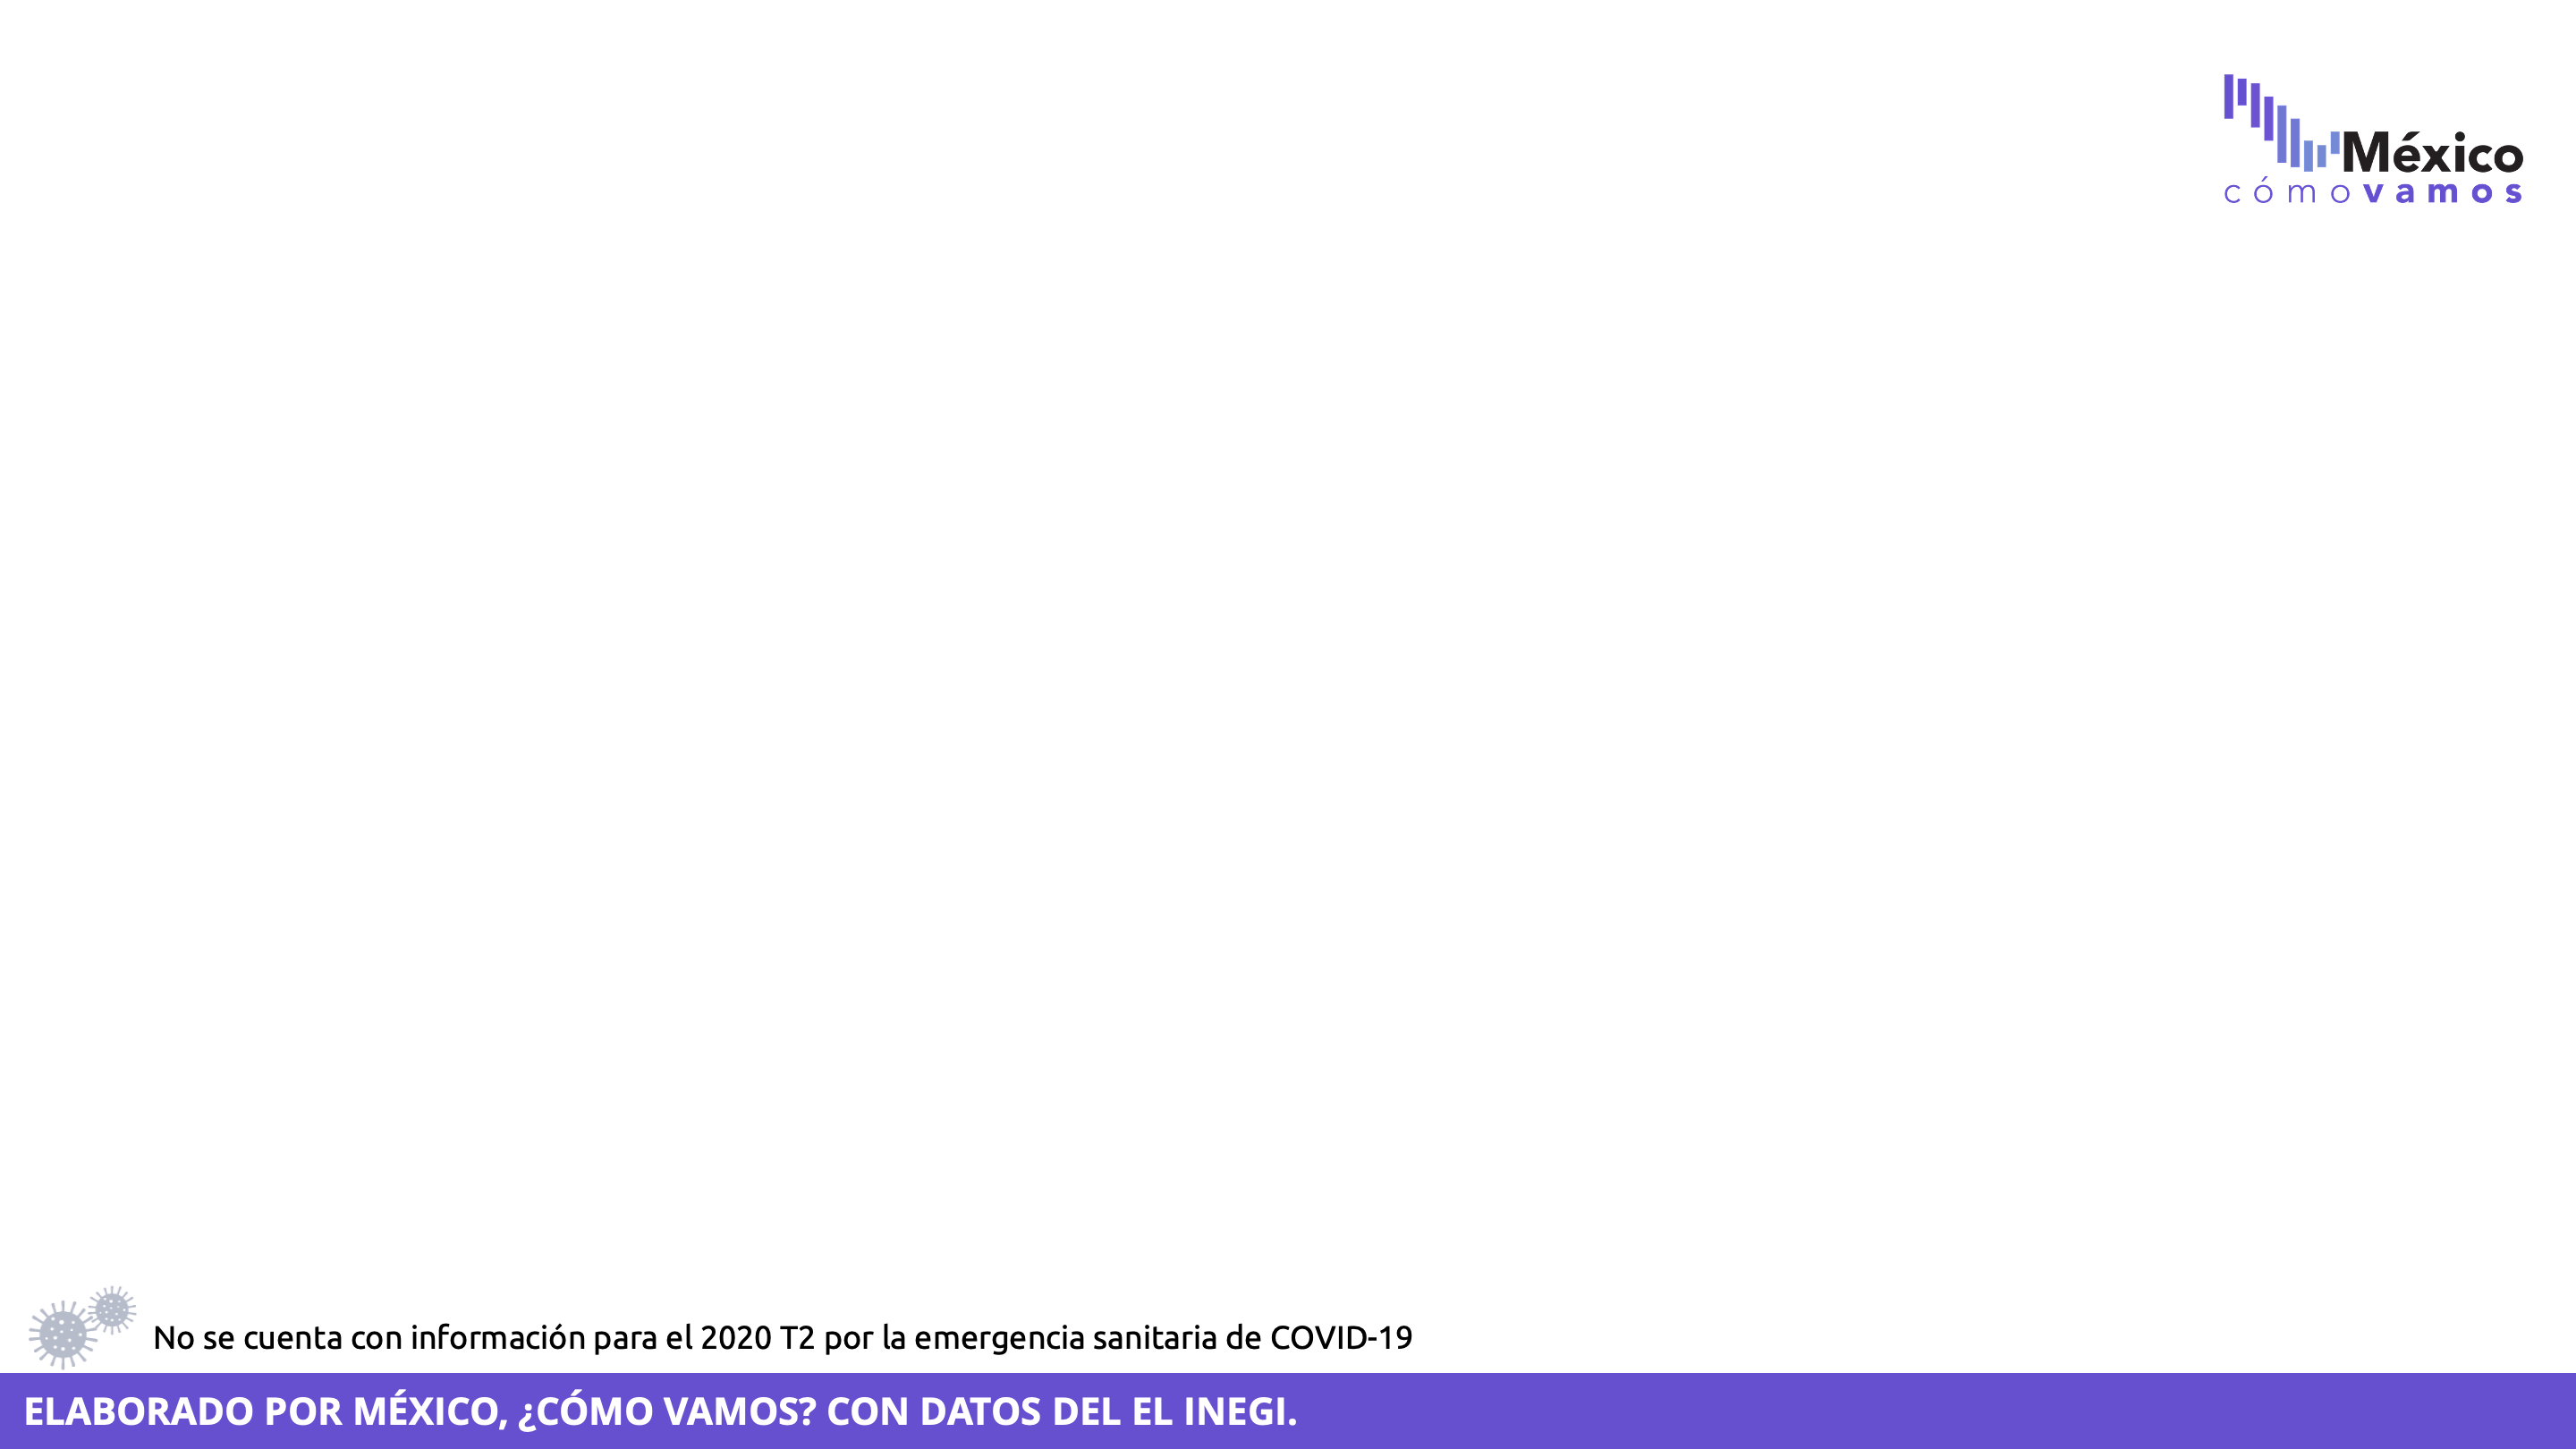 México
cómovamos
No se cuenta con información para el 2020 T2 por la emergencia sanitaria de COVID-19
ELABORADO POR MÉXICO, ¿CÓMO VAMOS? CON DATOS DEL EL INEGI.